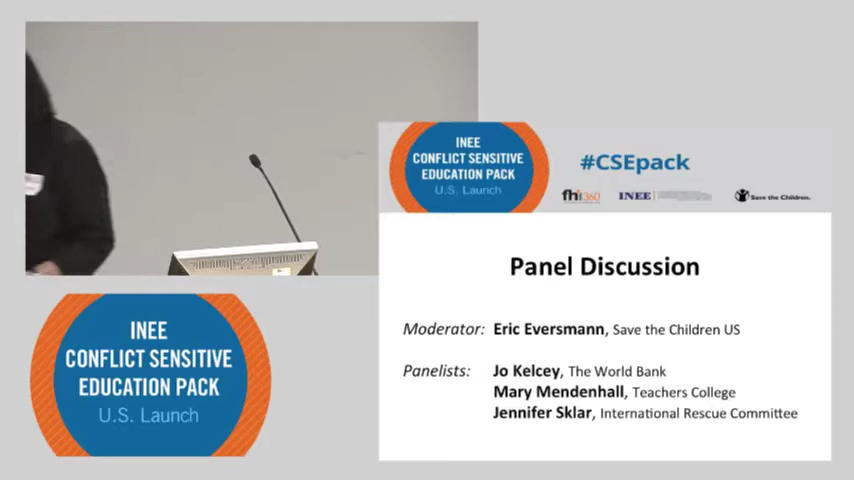 INEE
CONFLICT SENSITIVE
EDUCATION PACK
U.S. Launch
#CSEpack
fhi360
INEE
Save the Children.
Panel Discussion
Moderator: Eric Eversmann, Save the Children US
Panelists: Jo Kelcey, The World Bank
Mary Mendenhall, Teachers College
Jennifer Sklar, International Rescue Committee
INEE
CONFLICT SENSITIVE
EDUCATION PACK
U.S. Launch